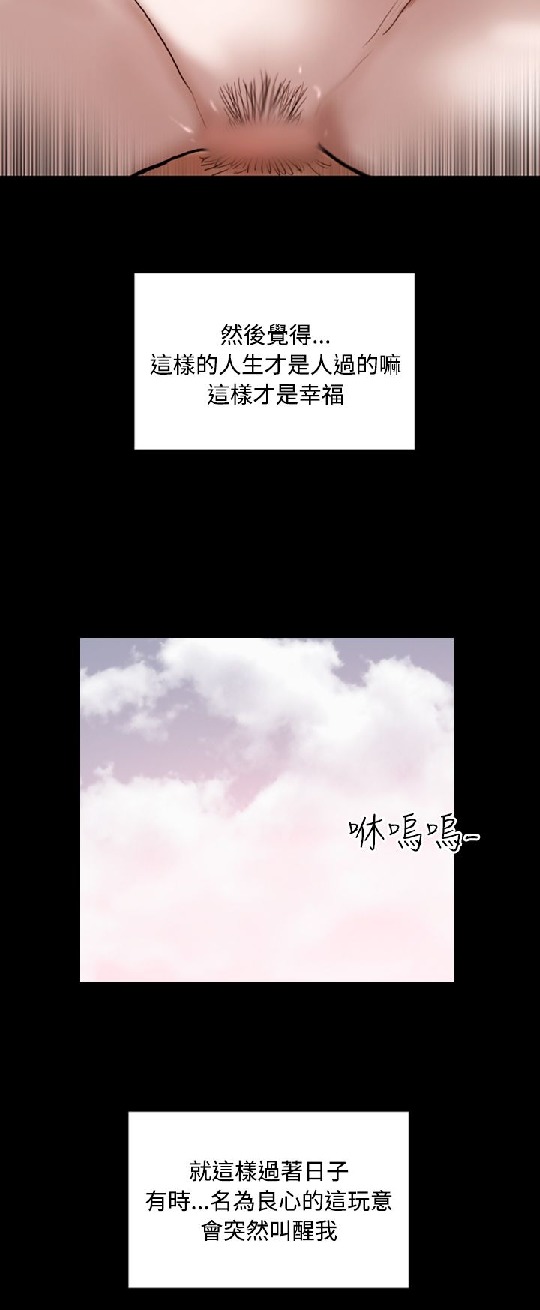 然後覺得...
這樣的人生才是人過的嘛
這樣才是幸福
咻嗚嗚~
就這樣過著日子
有時...名為良心的這玩意
會突然叫醒我